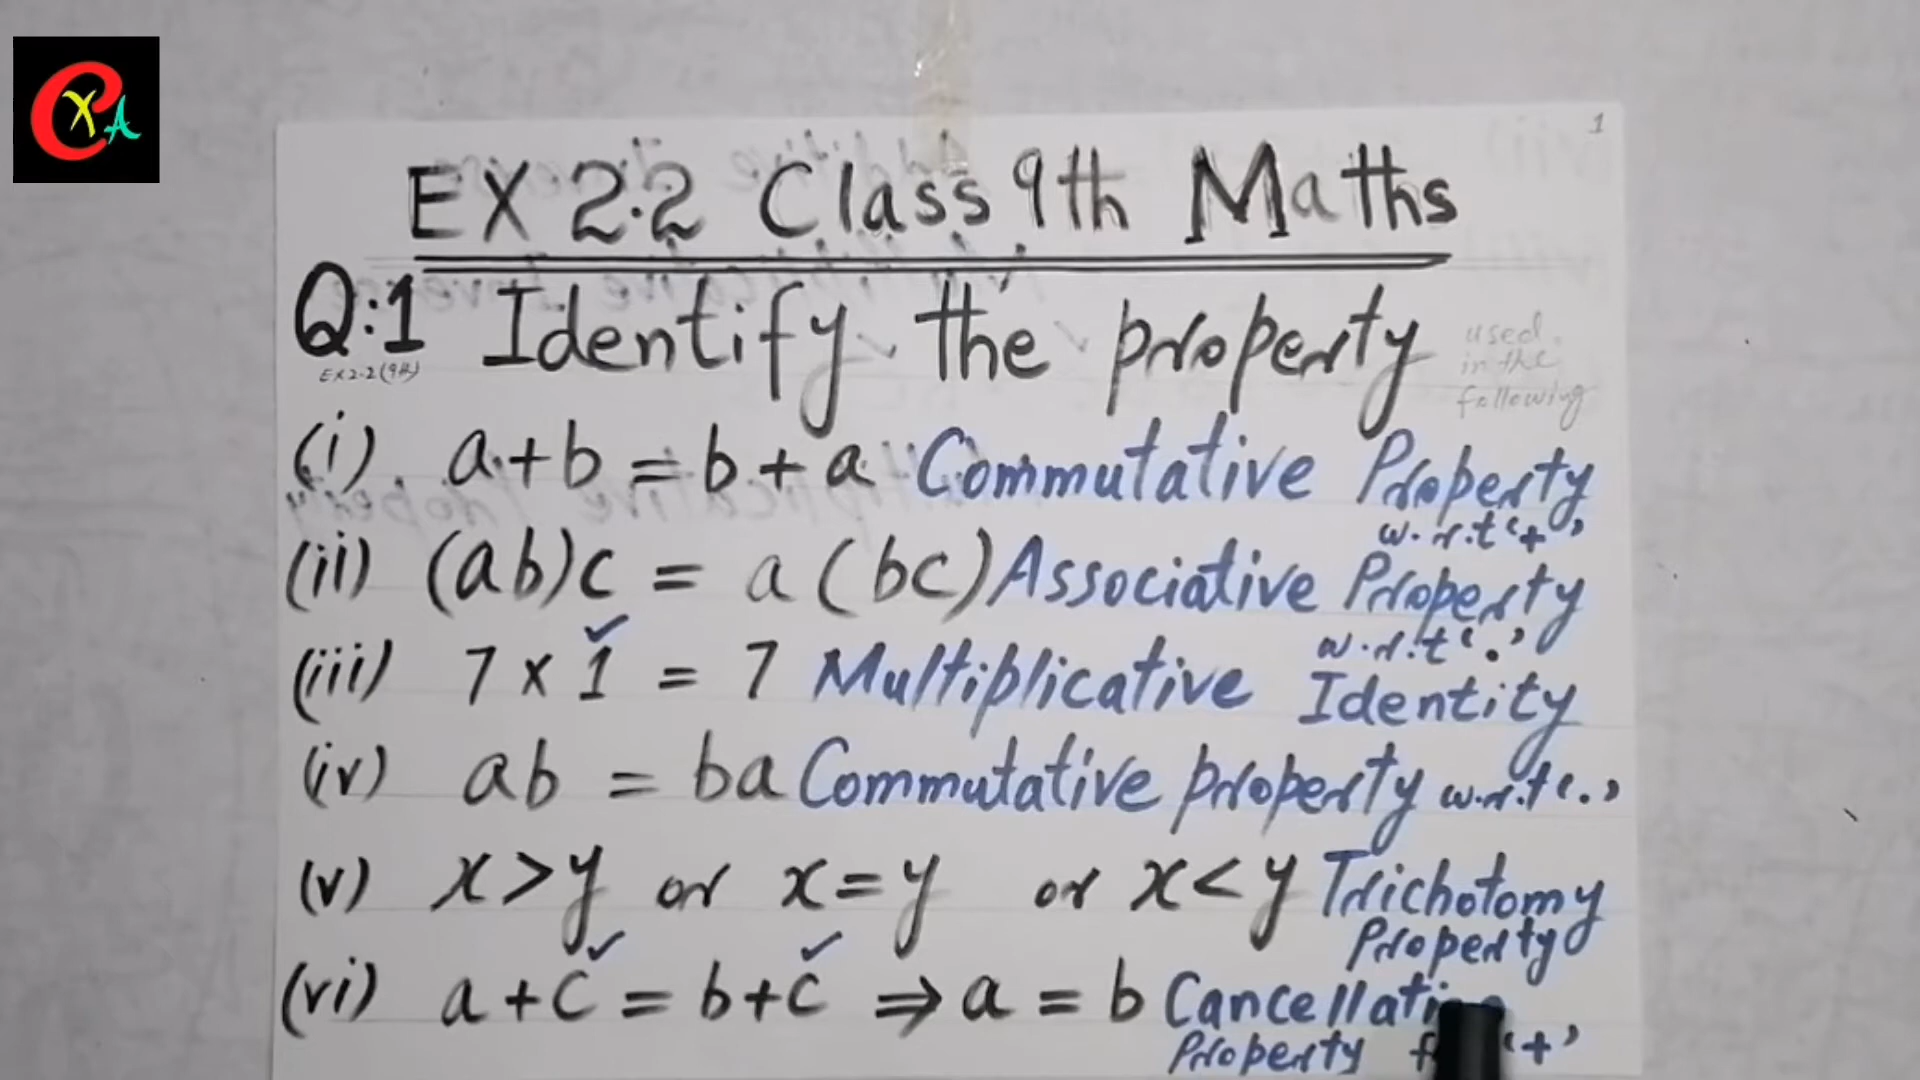 CXA
1
EX 2.2 Class 9th Maths
Q:1 Identify the property used in the following
EX 2.2 (9th)
(i) a+b = b+a Commutative Property w.r.t '+'
(ii) (ab)c = a(bc) Associative Property w.r.t '.'
(iii) 7 x 1 = 7 Multiplicative Identity
(iv) ab = ba Commutative property w.r.t '.'
(v) x>y or x=y or x<y Trichotomy Property
(vi) a+c = b+c ⇒ a = b
Property '+'